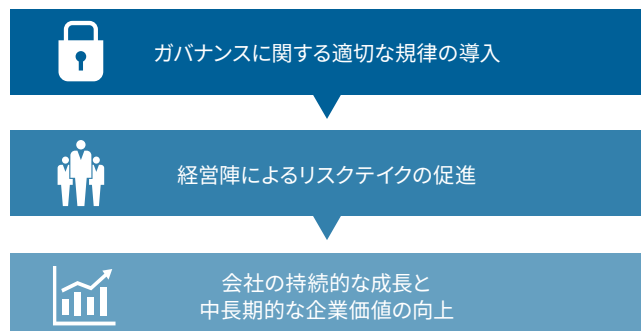 ガバナンスに関する適切な規律の導入
経営陣によるリスクテイクの促進
会社の持続的な成長と
中長期的な企業価値の向上